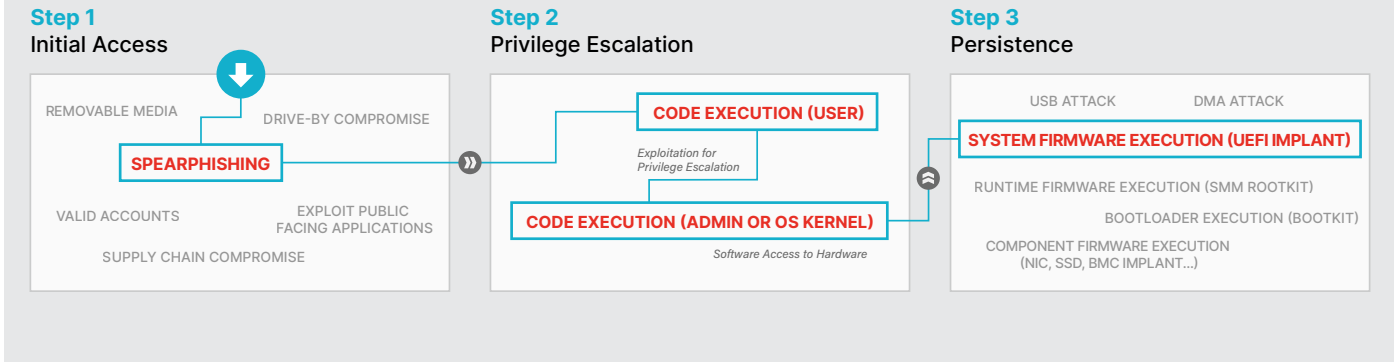 Step 1
Initial Access
REMOVABLE MEDIA
DRIVE-BY COMPROMISE
SPEARPHISHING
VALID ACCOUNTS
EXPLOIT PUBLIC
FACING APPLICATIONS
SUPPLY CHAIN COMPROMISE
Step 2
Privilege Escalation
CODE EXECUTION (USER)
Exploitation for
Privilege Escalation
CODE EXECUTION (ADMIN OR OS KERNEL)
Software Access to Hardware
Step 3
Persistence
USB ATTACK
DMA ATTACK
SYSTEM FIRMWARE EXECUTION (UEFI IMPLANT)
RUNTIME FIRMWARE EXECUTION (SMM ROOTKIT)
BOOTLOADER EXECUTION (BOOTKIT)
COMPONENT FIRMWARE EXECUTION
(NIC, SSD, BMC IMPLANT...)